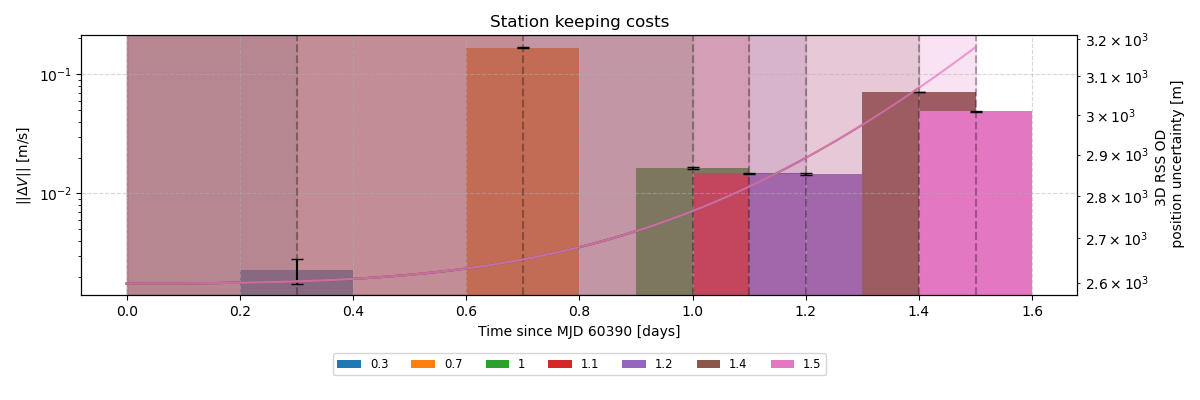 Station keeping costs
||ΔV|| [m/s]
10⁻¹
10⁻²
3.2 × 10³
3.1 × 10³
3 × 10³
2.9 × 10³
2.8 × 10³
2.7 × 10³
2.6 × 10³
3D RSS OD
position uncertainty [m]
0.0 0.2 0.4 0.6 0.8 1.0 1.2 1.4 1.6
Time since MJD 60390 [days]
0.3 0.7 1 1.1 1.2 1.4 1.5